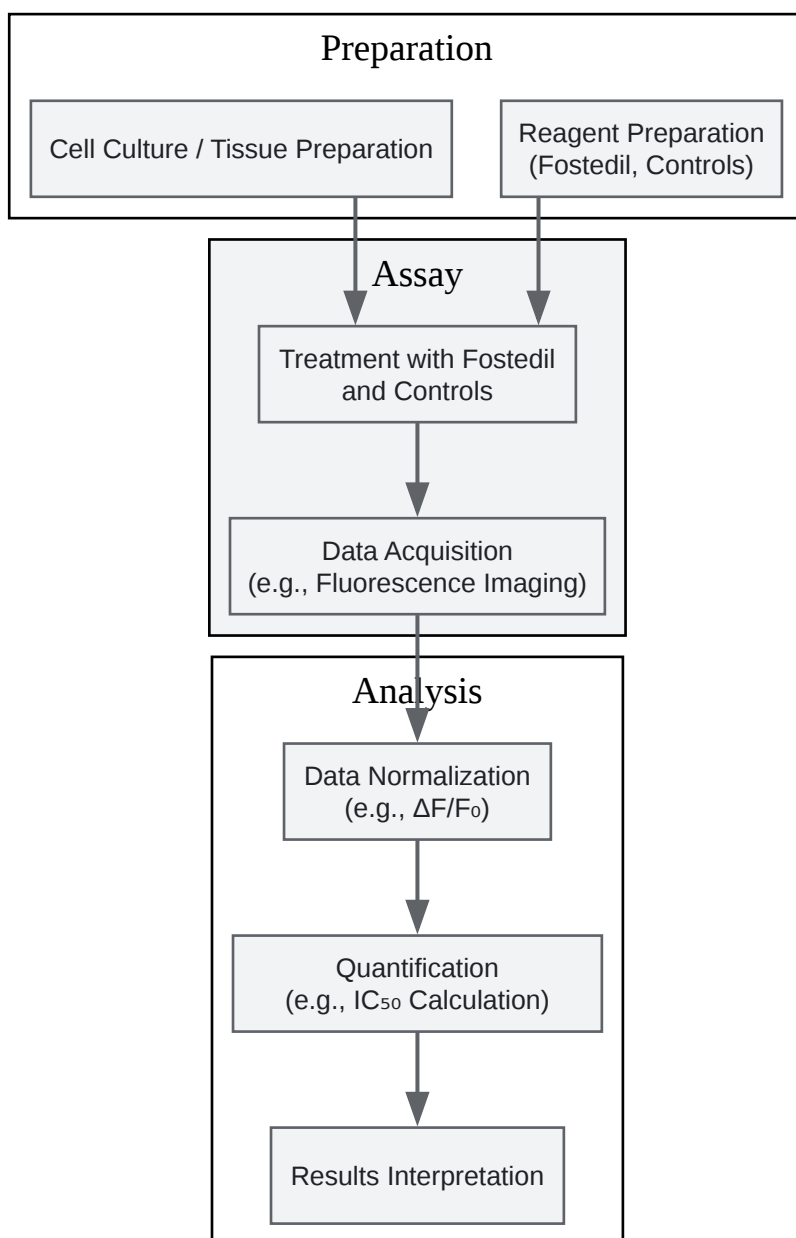 Preparation
Cell Culture / Tissue Preparation
Reagent Preparation
(Fostedil, Controls)
Assay
Treatment with Fostedil
and Controls
Data Acquisition
(e.g., Fluorescence Imaging)
Analysis
Data Normalization
(e.g., ΔF/F₀)
Quantification
(e.g., IC₅₀ Calculation)
Results Interpretation